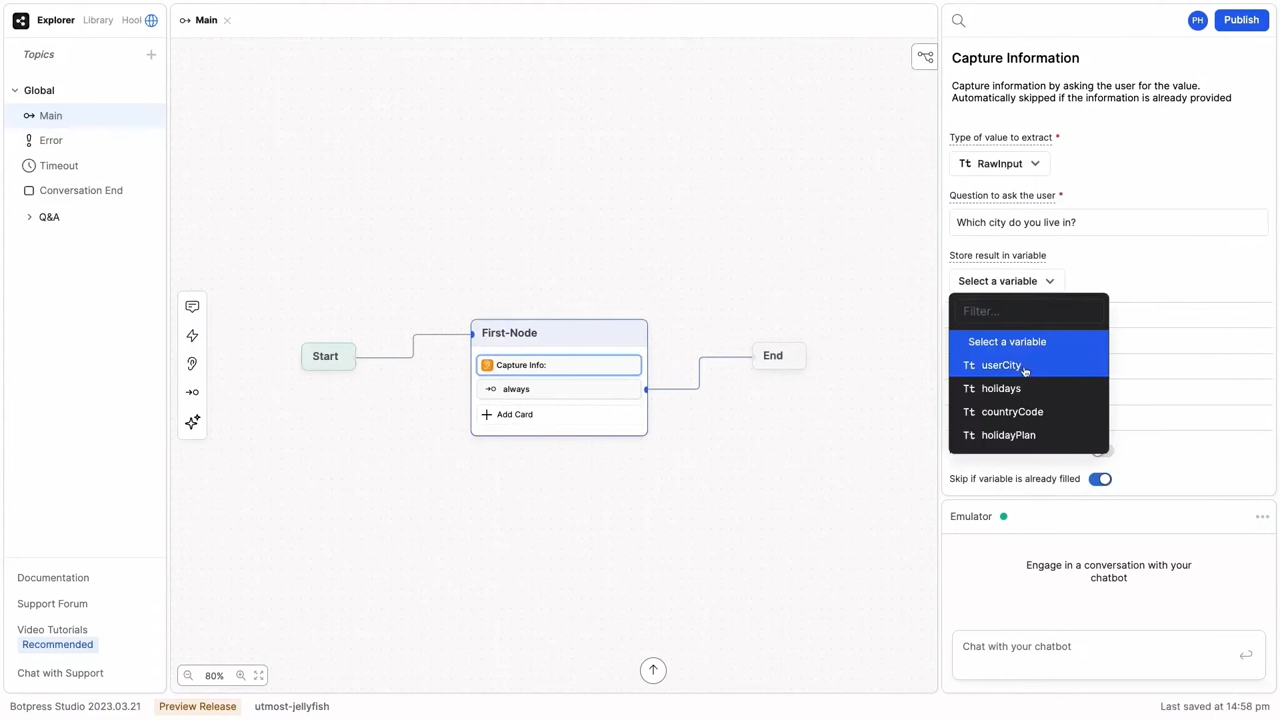 Explorer
Library
Hool
Main
PH
Publish
Topics
Global
Main
Error
Timeout
Conversation End
Q&A
Capture Information
Capture information by asking the user for the value.
Automatically skipped if the information is already provided
Type of value to extract *
Tt RawInput
Question to ask the user *
Which city do you live in?
Store result in variable
Select a variable
Filter...
Select a variable
Tt userCity
Tt holidays
Tt countryCode
Tt holidayPlan
Skip if variable is already filled
Start
First-Node
Capture Info:
always
Add Card
End
Emulator
Engage in a conversation with your
chatbot
Chat with your chatbot
Documentation
Support Forum
Video Tutorials
Recommended
Chat with Support
80%
Botpress Studio 2023.03.21
Preview Release
utmost-jellyfish
Last saved at 14:58 pm